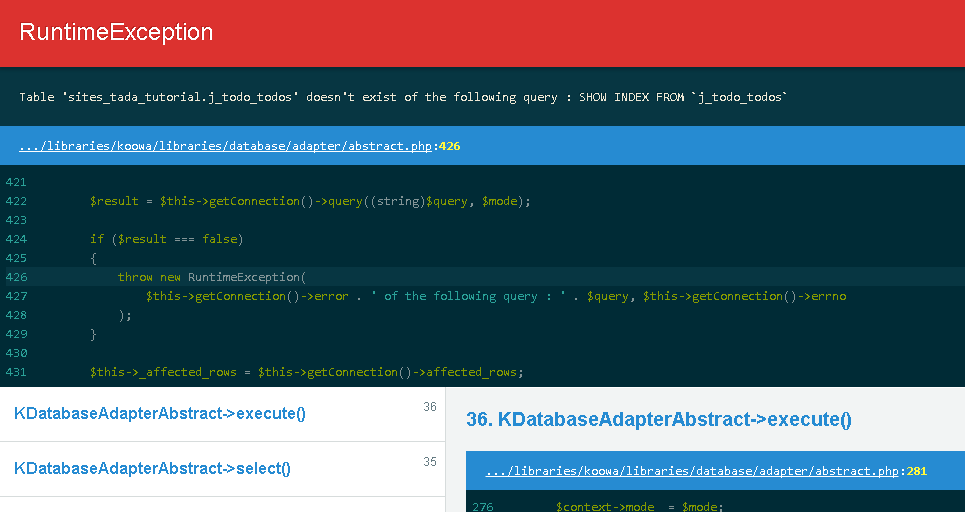 RuntimeException
Table 'sites_tada_tutorial.j_todo_todos' doesn't exist of the following query : SHOW INDEX FROM `j_todo_todos`
.../libraries/koowa/libraries/database/adapter/abstract.php:426
421
422 $result = $this->getConnection()->query((string)$query, $mode);
423
424 if ($result === false)
425 {
426 throw new RuntimeException(
427 $this->getConnection()->error . ' of the following query : ' . $query, $this->getConnection()->errno
428 );
429 }
430
431 $this->_affected_rows = $this->getConnection()->affected_rows;
KDatabaseAdapterAbstract->execute() 36
KDatabaseAdapterAbstract->select() 35
36. KDatabaseAdapterAbstract->execute()
.../libraries/koowa/libraries/database/adapter/abstract.php:281
276 $context->mode = $mode;